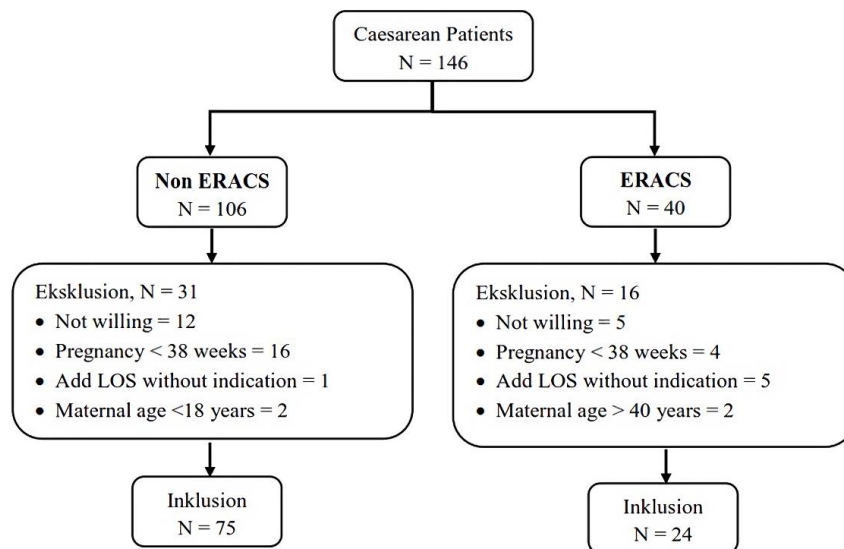 Caesarean Patients
N = 146
Non ERACS
N = 106
ERACS
N = 40
Eksklusion, N = 31
• Not willing = 12
• Pregnancy < 38 weeks = 16
• Add LOS without indication = 1
• Maternal age <18 years = 2
Eksklusion, N = 16
• Not willing = 5
• Pregnancy < 38 weeks = 4
• Add LOS without indication = 5
• Maternal age > 40 years = 2
Inklusion
N = 75
Inklusion
N = 24